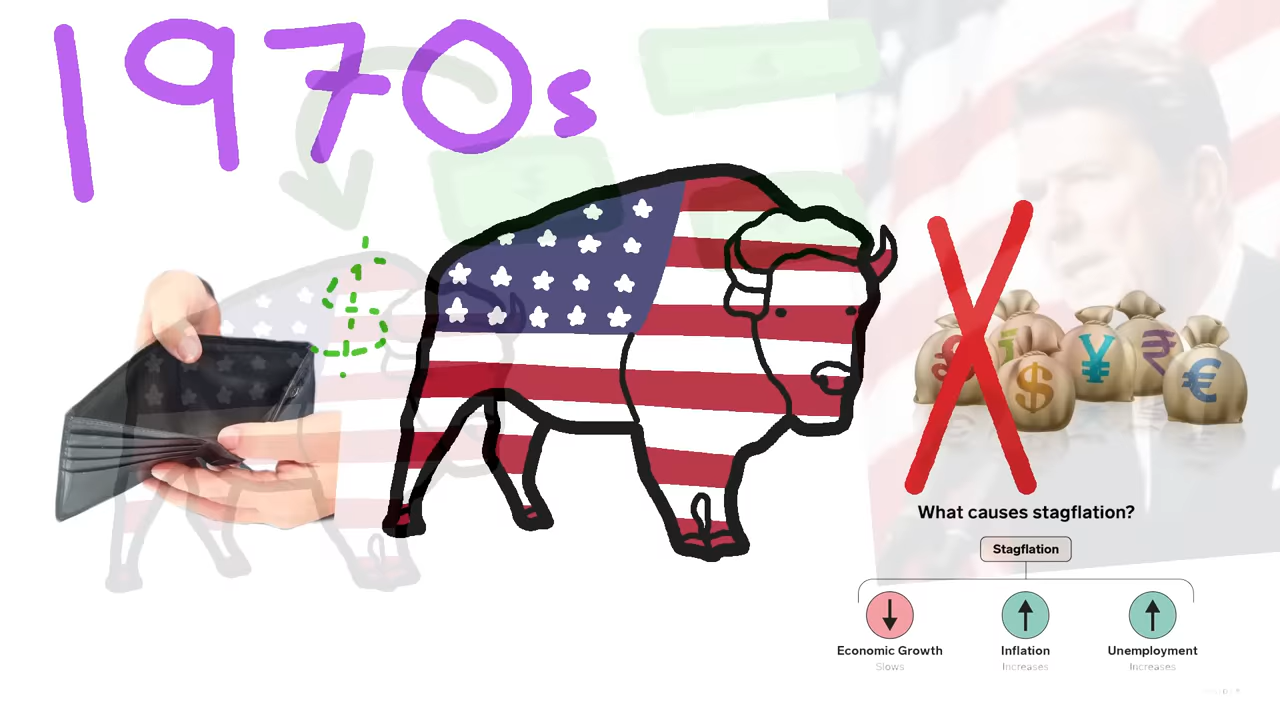 1970s
$
£ $ ¥ ₹ €
What causes stagflation?
Stagflation
Economic Growth Inflation Unemployment
Slows Increases Increases